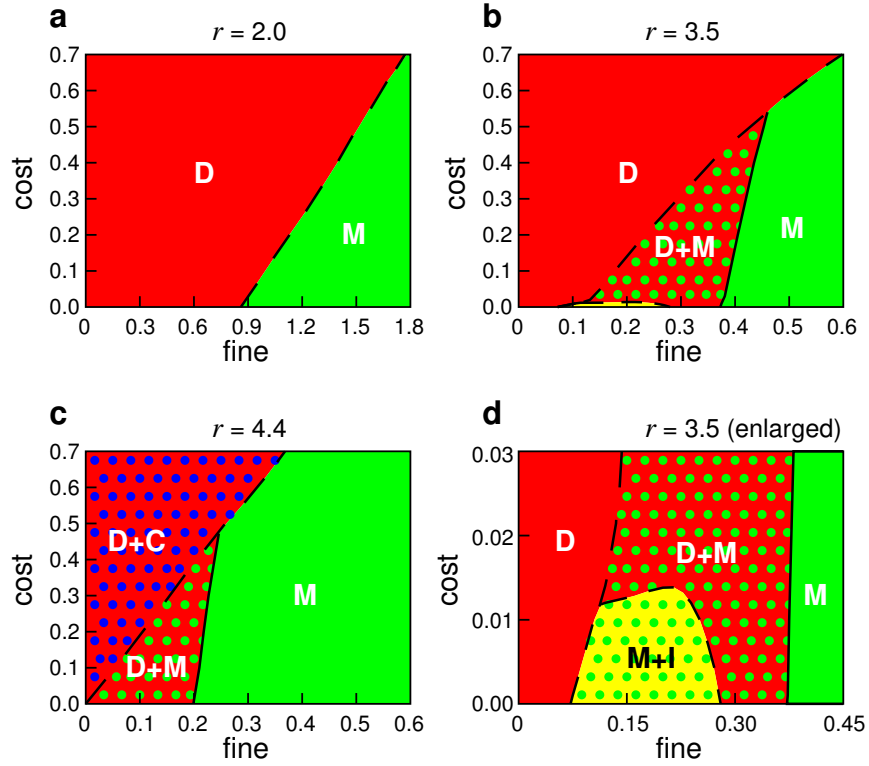 a
r = 2.0
0.7
0.6
0.5
0.4
0.3
0.2
0.1
0.0
cost
D
M
0 0.3 0.6 0.9 1.2 1.5 1.8
fine
b
r = 3.5
0.7
0.6
0.5
0.4
0.3
0.2
0.1
0.0
cost
D
D+M
M
0 0.1 0.2 0.3 0.4 0.5 0.6
fine
c
r = 4.4
0.7
0.6
0.5
0.4
0.3
0.2
0.1
0.0
cost
D+C
D+M
M
0 0.1 0.2 0.3 0.4 0.5 0.6
fine
d
r = 3.5 (enlarged)
0.03
0.02
0.01
0.00
cost
D
D+M
M
M+I
0 0.15 0.30 0.45
fine